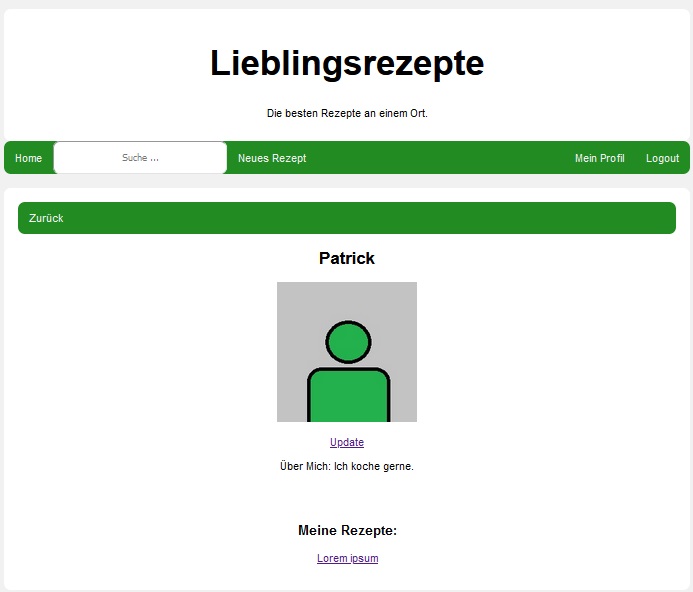 Lieblingsrezepte
Die besten Rezepte an einem Ort.
Home Suche ... Neues Rezept Mein Profil Logout
Zurück
Patrick
Update
Über Mich: Ich koche gerne.
Meine Rezepte:
Lorem ipsum